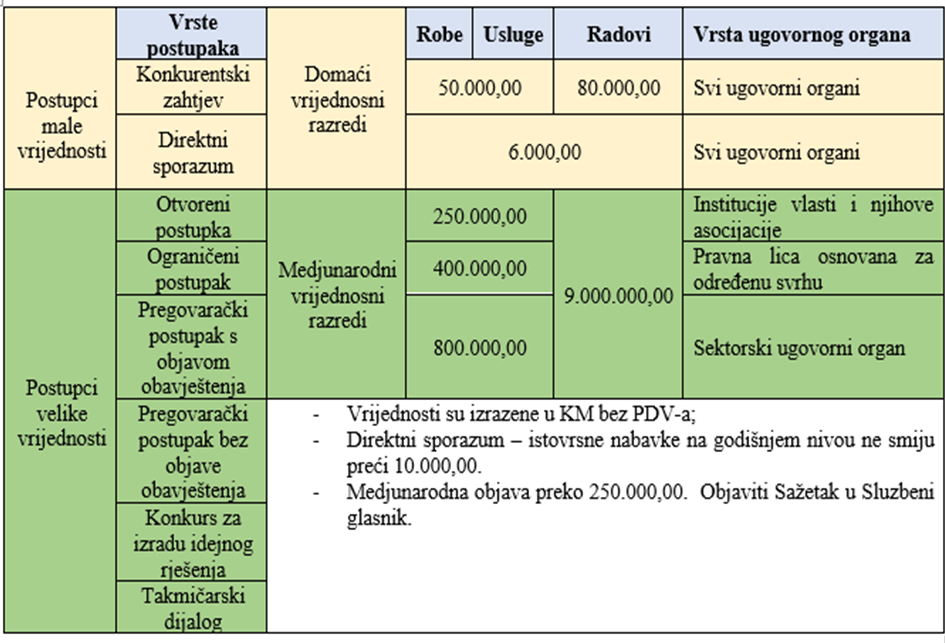 Vrste
postupaka
Robe
Usluge
Radovi
Vrsta ugovornog organa
Postupci
male
vrijednosti
Konkurentski
zahtjev
Domaći
vrijednosni
razredi
50.000,00
80.000,00
Svi ugovorni organi
Direktni
sporazum
6.000,00
Svi ugovorni organi
Postupci
velike
vrijednosti
Otvoreni
postupka
Medjunarodni
vrijednosni
razredi
250.000,00
9.000.000,00
Institucije vlasti i njihove
asocijacije
Ograničeni
postupak
400.000,00
Pravna lica osnovana za
određenu svrhu
Pregovarački
postupak s
objavom
obavještenja
800.000,00
Sektorski ugovorni organ
Pregovarački
postupak bez
objave
obavještenja
Konkurs za
izradu idejnog
rješenja
Takmičarski
dijalog
- Vrijednosti su izrazene u KM bez PDV-a;
- Direktni sporazum – istovrsne nabavke na godišnjem nivou ne smiju
preći 10.000,00.
- Medjunarodna objava preko 250.000,00. Objaviti Sažetak u Sluzbeni
glasnik.